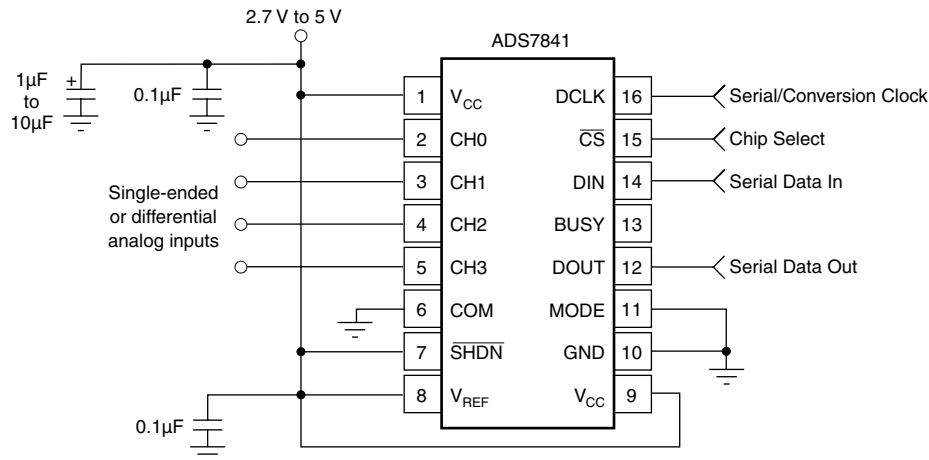 2.7 V to 5 V
ADS7841
1µF
to
10µF
+
0.1µF
1
V_CC
DCLK
16
Serial/Conversion Clock
2
CH0
C̅S̅
15
Chip Select
3
CH1
DIN
14
Serial Data In
Single-ended
or differential
analog inputs
4
CH2
BUSY
13
5
CH3
DOUT
12
Serial Data Out
6
COM
MODE
11
7
S̅H̅D̅N̅
GND
10
8
V_REF
V_CC
9
0.1µF